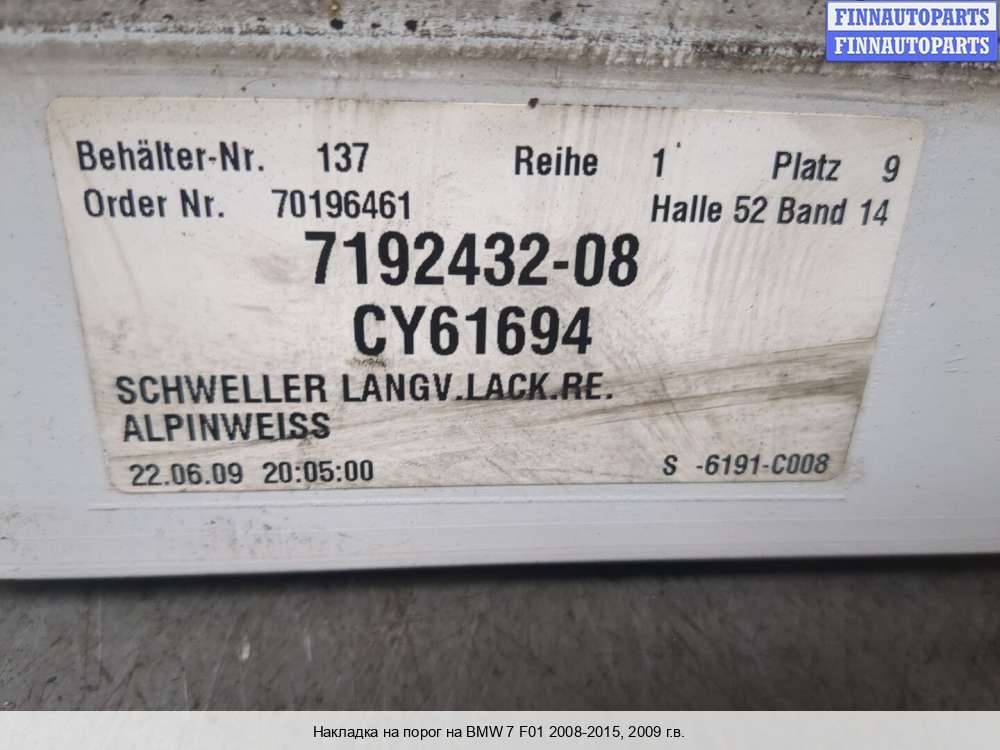 FINNAUTOPARTS
FINNAUTOPARTS
Behälter-Nr. 137 Reihe 1 Platz 9
Order Nr. 70196461 Halle 52 Band 14
7192432-08
CY61694
SCHWELLER LANGV.LACK.RE.
ALPINWEISS
22.06.09 20:05:00 S -6191-C008
Накладка на порог на BMW 7 F01 2008-2015, 2009 г.в.